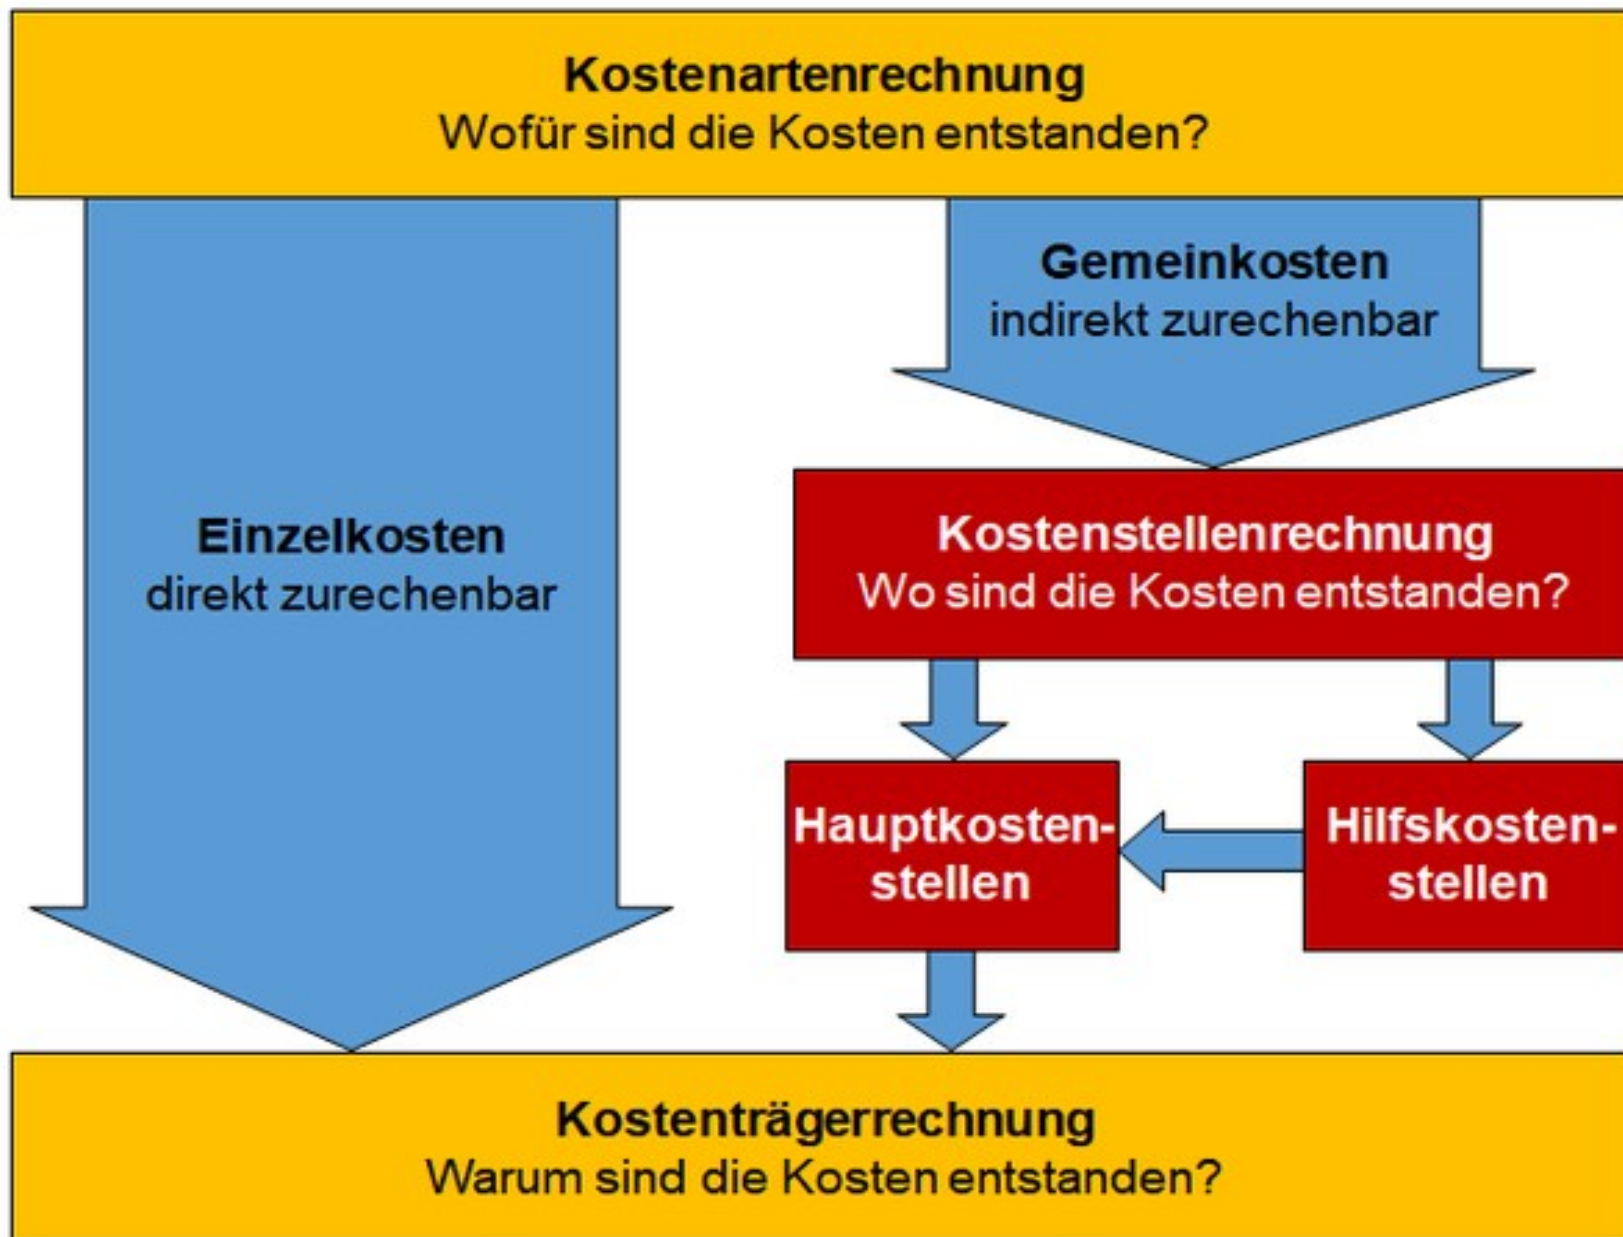 Kostenartenrechnung
Wofür sind die Kosten entstanden?
Gemeinkosten
indirekt zurechenbar
Einzelkosten
direkt zurechenbar
Kostenstellenrechnung
Wo sind die Kosten entstanden?
Hauptkosten-
stellen
Hilfskosten-
stellen
Kostenträgerrechnung
Warum sind die Kosten entstanden?